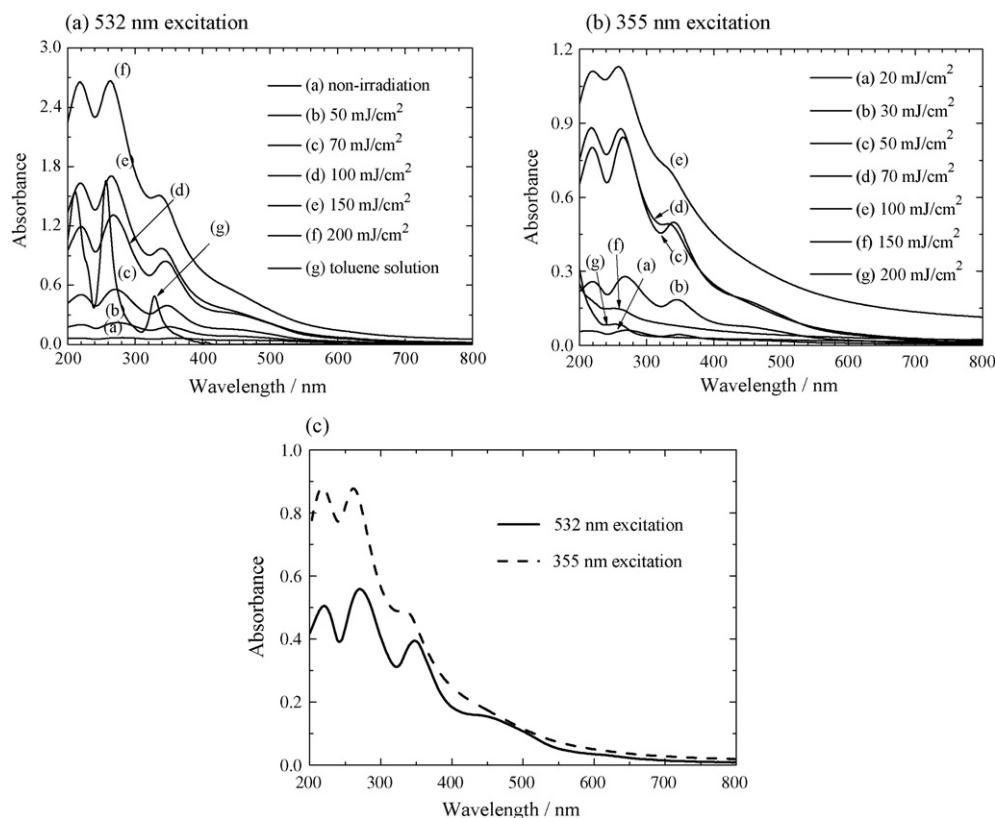 (a) 532 nm excitation
3.0
2.4
1.8
1.2
0.6
0.0
Absorbance
200 300 400 500 600 700 800
Wavelength / nm
(f)
(e)
(d)
(g)
(c)
(b)
(a)
(a) non-irradiation
(b) 50 mJ/cm²
(c) 70 mJ/cm²
(d) 100 mJ/cm²
(e) 150 mJ/cm²
(f) 200 mJ/cm²
(g) toluene solution
(b) 355 nm excitation
1.2
0.9
0.6
0.3
0.0
Absorbance
200 300 400 500 600 700 800
Wavelength / nm
(e)
(d)
(c)
(f)
(g)
(a)
(b)
(a) 20 mJ/cm²
(b) 30 mJ/cm²
(c) 50 mJ/cm²
(d) 70 mJ/cm²
(e) 100 mJ/cm²
(f) 150 mJ/cm²
(g) 200 mJ/cm²
(c)
1.0
0.8
0.6
0.4
0.2
0.0
Absorbance
532 nm excitation
355 nm excitation
200 300 400 500 600 700 800
Wavelength / nm